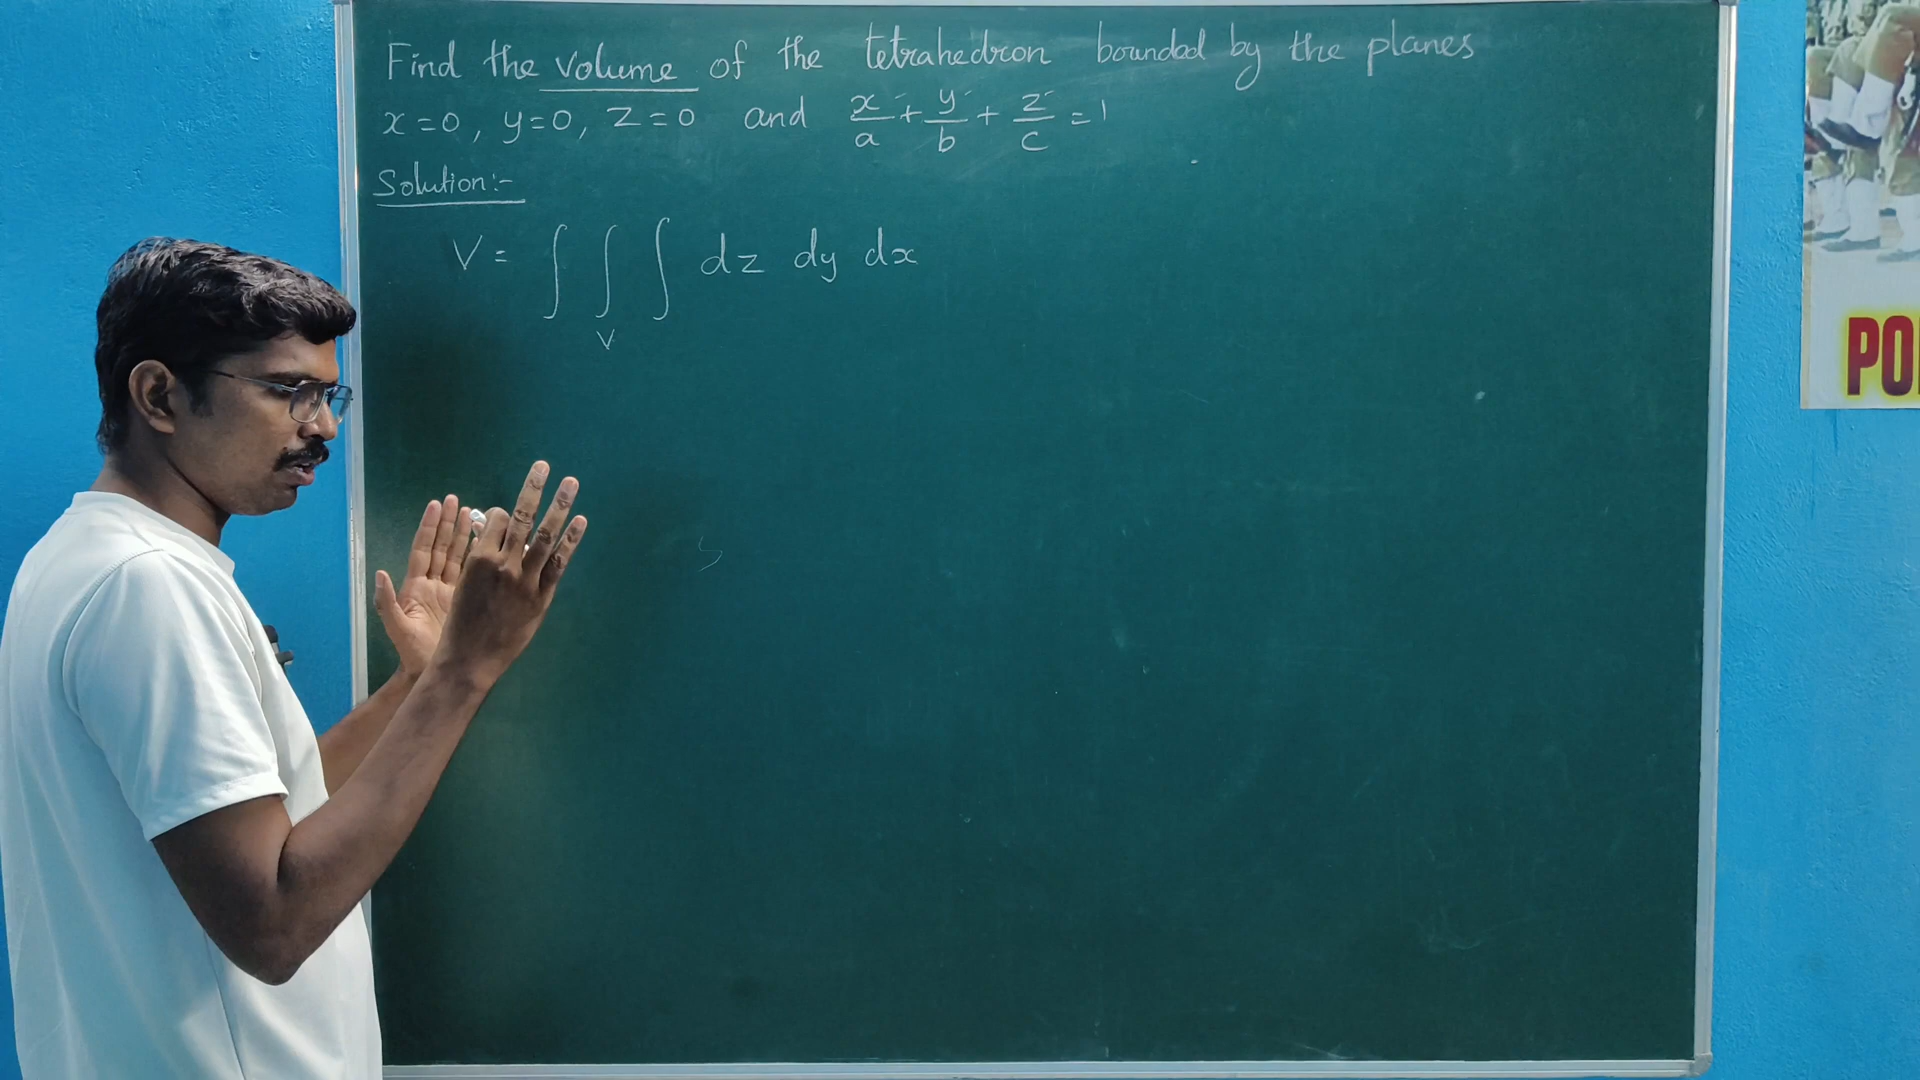 Find the volume of the tetrahedron bounded by the planes
x=0, y=0, z=0 and x/a + y/b + z/c = 1
Solution:-
V = ∫ ∫ ∫ dz dy dx
V
PO